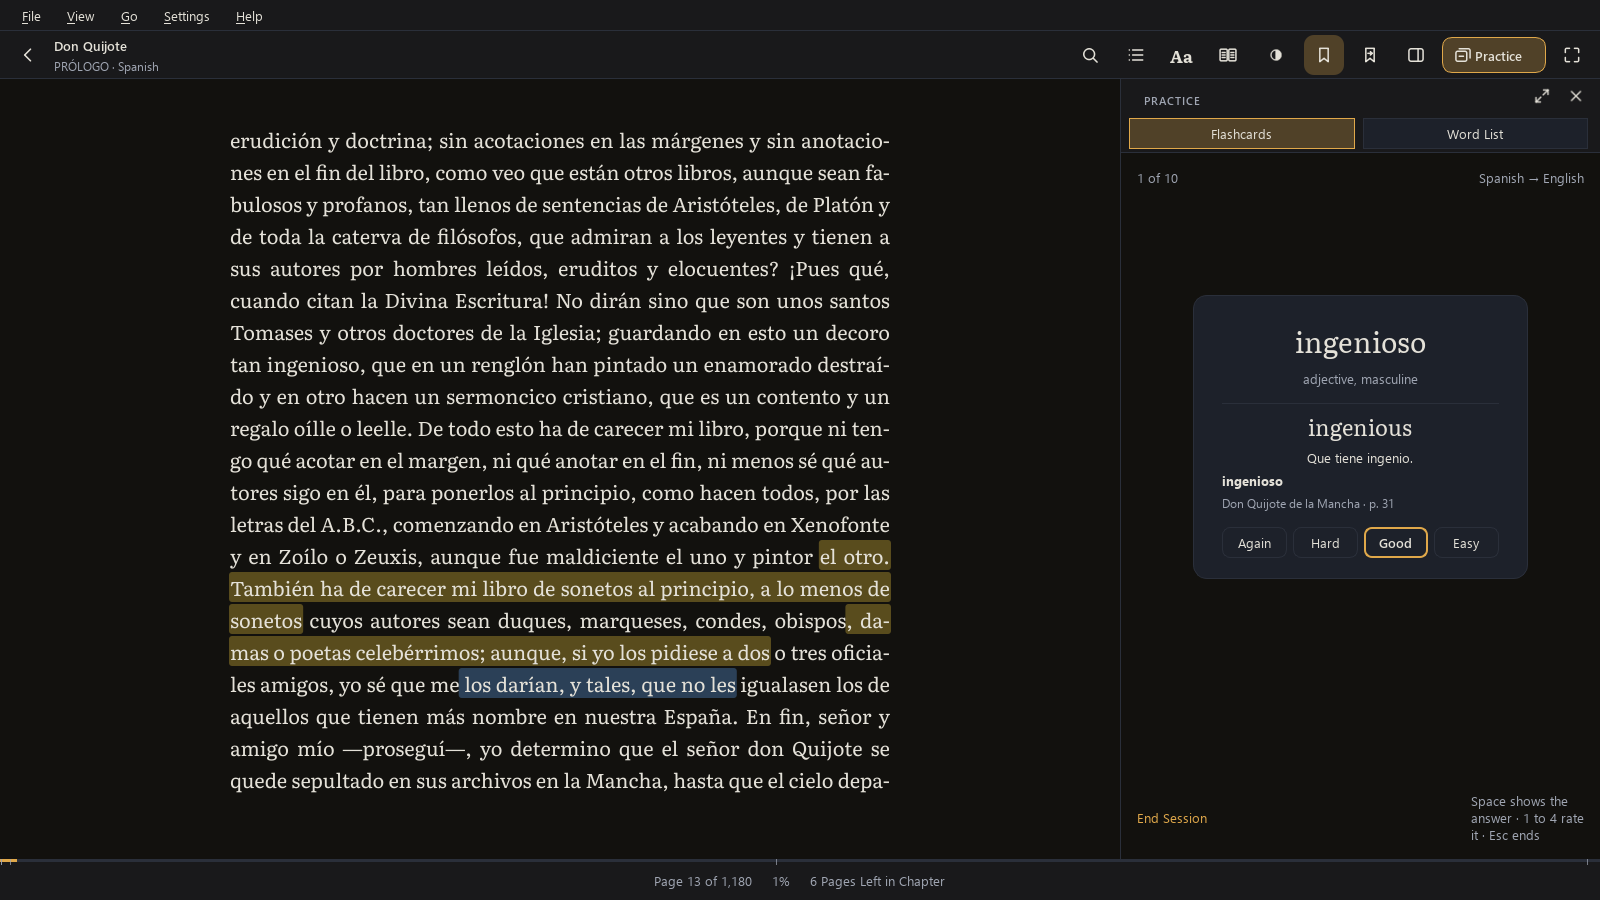 File View Go Settings Help
Don Quijote
PRÓLOGO · Spanish
Aa
Practice
erudición y doctrina; sin acotaciones en las márgenes y sin anotacio-
nes en el fin del libro, como veo que están otros libros, aunque sean fa-
bulosos y profanos, tan llenos de sentencias de Aristóteles, de Platón y
de toda la caterva de filósofos, que admiran a los leyentes y tienen a
sus autores por hombres leídos, eruditos y elocuentes? ¡Pues qué,
cuando citan la Divina Escritura! No dirán sino que son unos santos
Tomases y otros doctores de la Iglesia; guardando en esto un decoro
tan ingenioso, que en un renglón han pintado un enamorado destraí-
do y en otro hacen un sermoncico cristiano, que es un contento y un
regalo oílle o leelle. De todo esto ha de carecer mi libro, porque ni ten-
go qué acotar en el margen, ni qué anotar en el fin, ni menos sé qué au-
tores sigo en él, para ponerlos al principio, como hacen todos, por las
letras del A.B.C., comenzando en Aristóteles y acabando en Xenofonte
y en Zoílo o Zeuxis, aunque fue maldiciente el uno y pintor el otro.
También ha de carecer mi libro de sonetos al principio, a lo menos de
sonetos cuyos autores sean duques, marqueses, condes, obispos, da-
mas o poetas celebérrimos; aunque, si yo los pidiese a dos o tres oficia-
les amigos, yo sé que me los darían, y tales, que no les igualasen los de
aquellos que tienen más nombre en nuestra España. En fin, señor y
amigo mío —proseguí—, yo determino que el señor don Quijote se
quede sepultado en sus archivos en la Mancha, hasta que el cielo depa-
PRACTICE
Flashcards Word List
1 of 10 Spanish → English
ingenioso
adjective, masculine
ingenious
Que tiene ingenio.
ingenioso
Don Quijote de la Mancha · p. 31
Again Hard Good Easy
End Session
Space shows the
answer · 1 to 4 rate
it · Esc ends
Page 13 of 1,180 1% 6 Pages Left in Chapter